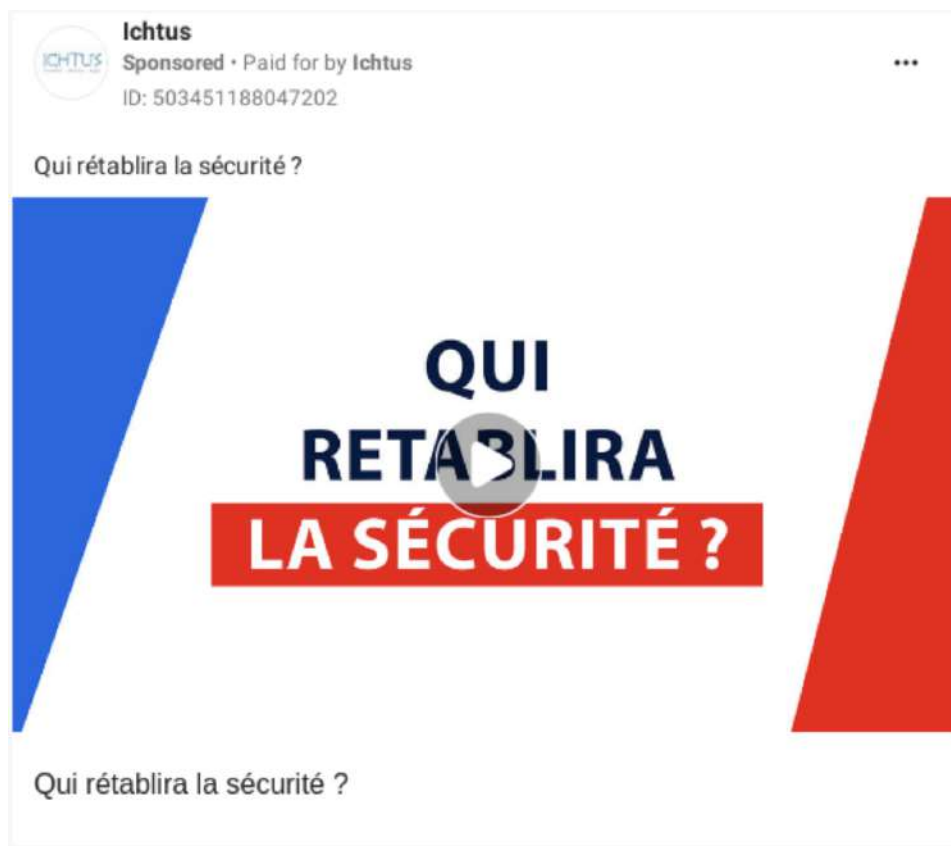 Ichtus
Sponsored • Paid for by Ichtus
ID: 503451188047202
ICHTUS
Qui rétablira la sécurité ?
QUI
RETABLIRA
LA SÉCURITÉ ?
Qui rétablira la sécurité ?